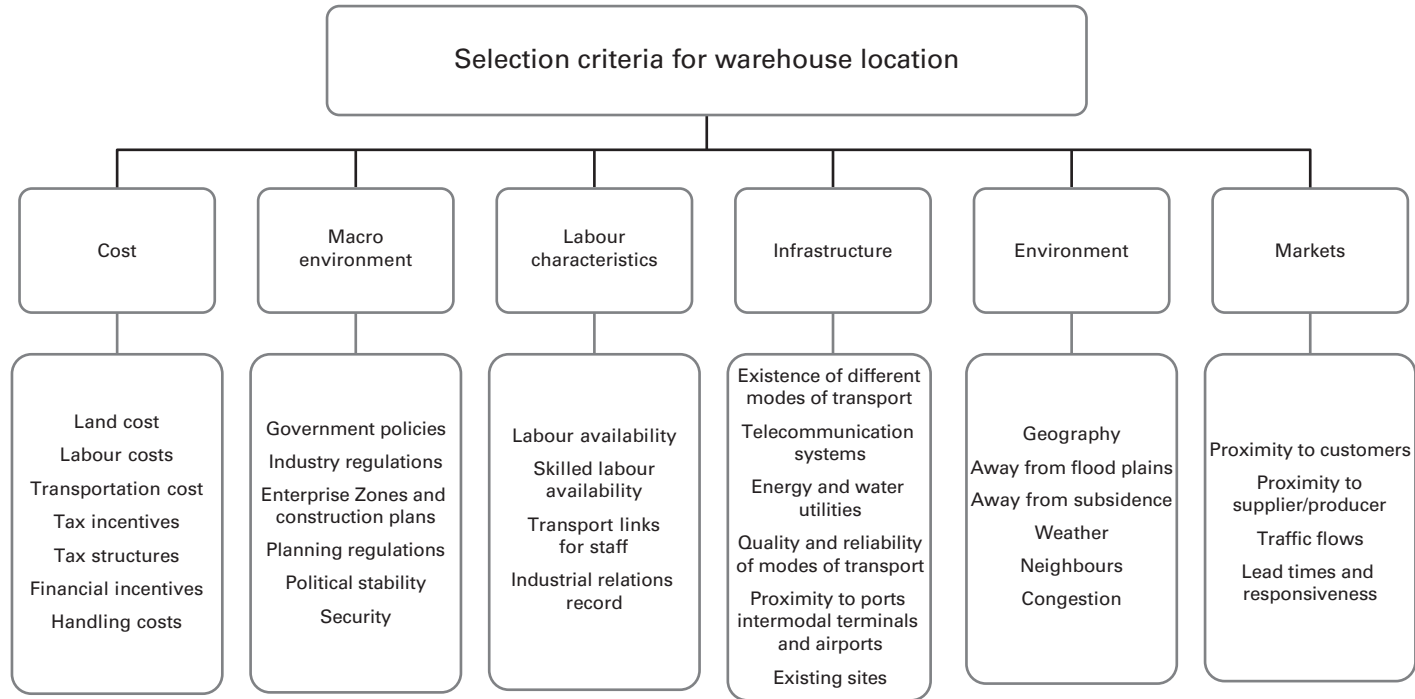 Selection criteria for warehouse location
Cost
Macro
environment
Labour
characteristics
Infrastructure
Environment
Markets
Land cost
Labour costs
Transportation cost
Tax incentives
Tax structures
Financial incentives
Handling costs
Government policies
Industry regulations
Enterprise Zones and
construction plans
Planning regulations
Political stability
Security
Labour availability
Skilled labour
availability
Transport links
for staff
Industrial relations
record
Existence of different
modes of transport
Telecommunication
systems
Energy and water
utilities
Quality and reliability
of modes of transport
Proximity to ports
intermodal terminals
and airports
Existing sites
Geography
Away from flood plains
Away from subsidence
Weather
Neighbours
Congestion
Proximity to customers
Proximity to
supplier/producer
Traffic flows
Lead times and
responsiveness